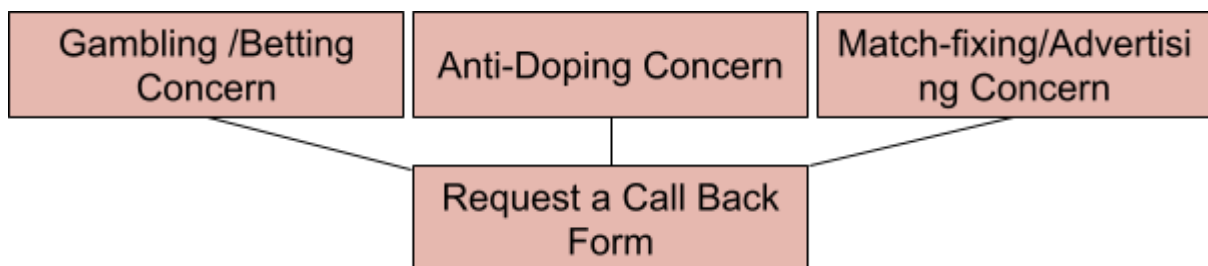 Gambling /Betting
Concern
Anti-Doping Concern
Match-fixing/Advertisi
ng Concern
Request a Call Back
Form